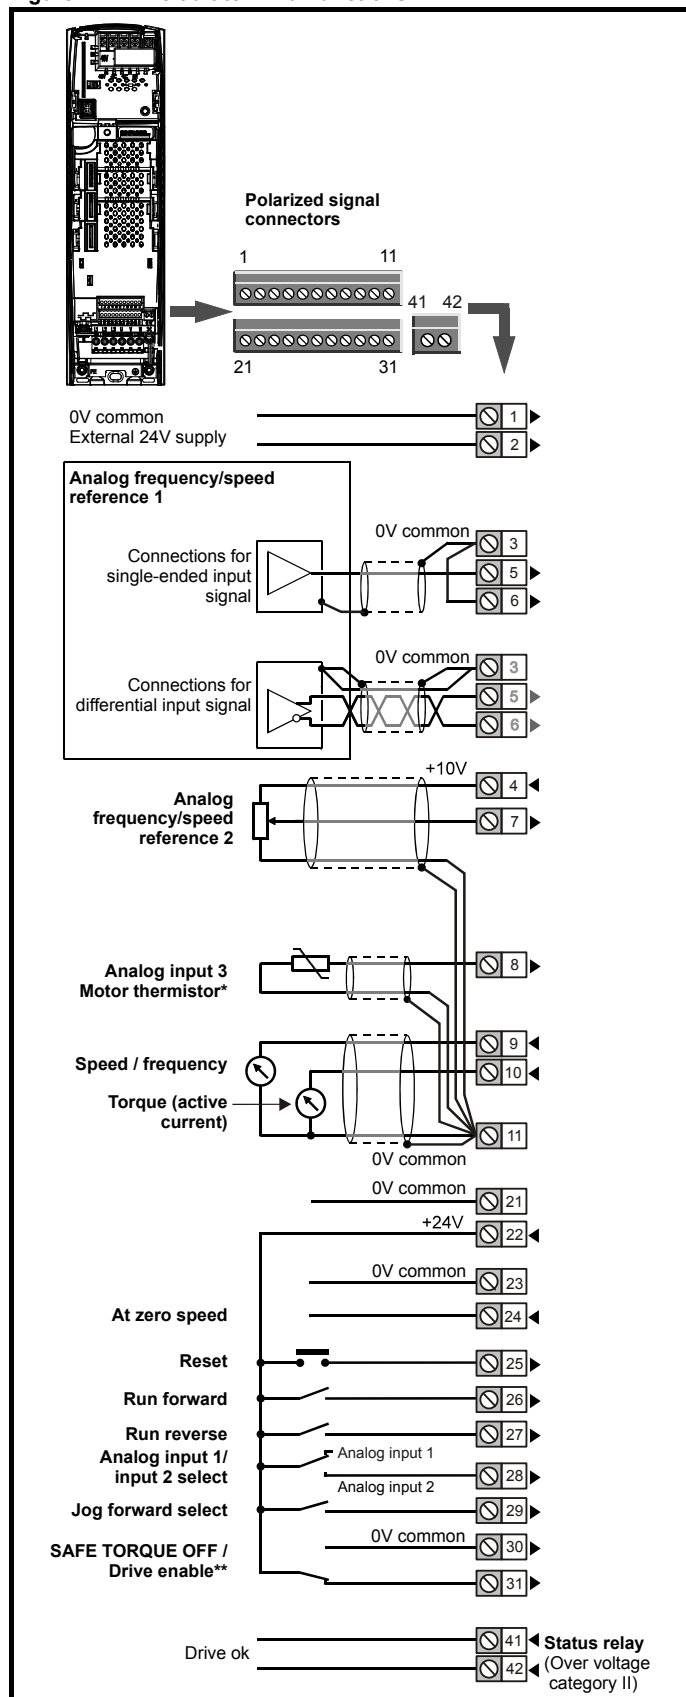 Polarized signal
connectors
1 11
41 42
21 31
0V common
External 24V supply
1
2
Analog frequency/speed
reference 1
Connections for
single-ended input
signal
0V common
3
5
6
Connections for
differential input signal
0V common
3
5
6
Analog
frequency/speed
reference 2
+10V
4
7
Analog input 3
Motor thermistor*
8
Speed / frequency
9
Torque (active
current)
10
11
0V common
0V common
21
+24V
22
0V common
23
At zero speed
24
Reset
25
Run forward
26
Run reverse
27
Analog input 1/
input 2 select
Analog input 1
Analog input 2
28
Jog forward select
29
0V common
30
SAFE TORQUE OFF /
Drive enable**
31
Drive ok
41
42
Status relay
(Over voltage
category II)